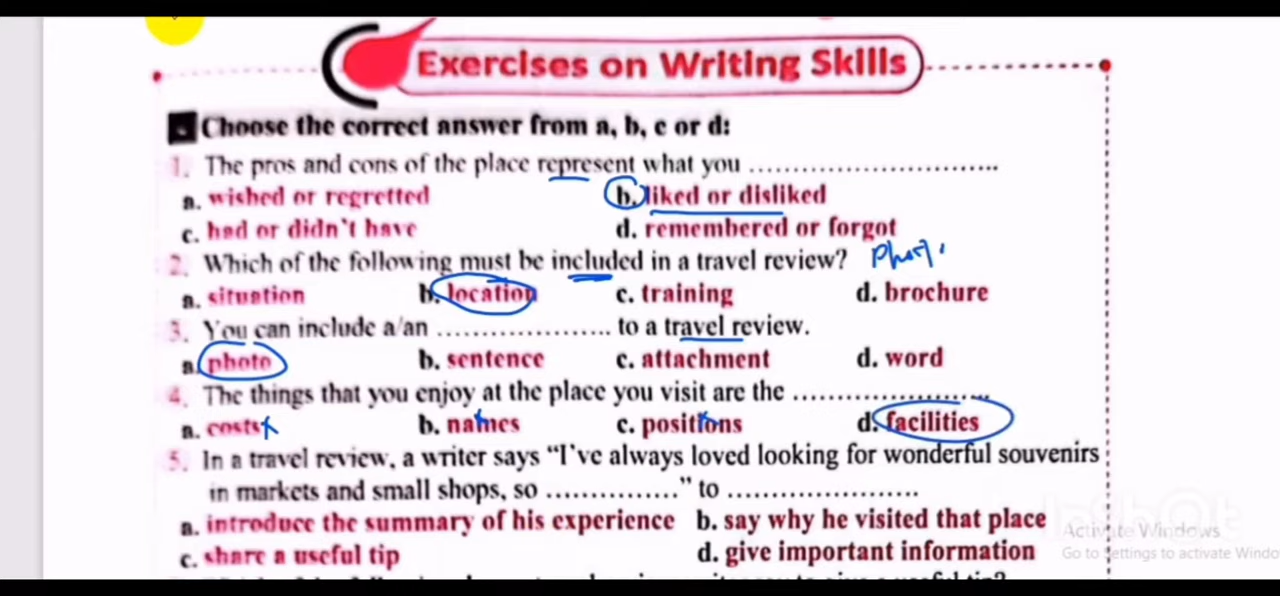 Exercises on Writing Skills
Choose the correct answer from a, b, c or d:
1. The pros and cons of the place represent what you ..............................
a. wished or regretted b. liked or disliked
c. had or didn't have d. remembered or forgot
2. Which of the following must be included in a travel review?
a. situation b. location c. training d. brochure
3. You can include a/an ..................... to a travel review.
a. photo b. sentence c. attachment d. word
4. The things that you enjoy at the place you visit are the ........................
a. costs b. names c. positions d. facilities
5. In a travel review, a writer says “I've always loved looking for wonderful souvenirs
in markets and small shops, so ...............” to ......................
a. introduce the summary of his experience b. say why he visited that place
c. share a useful tip d. give important information
InShOt
Activate Windows
Go to Settings to activate Windo